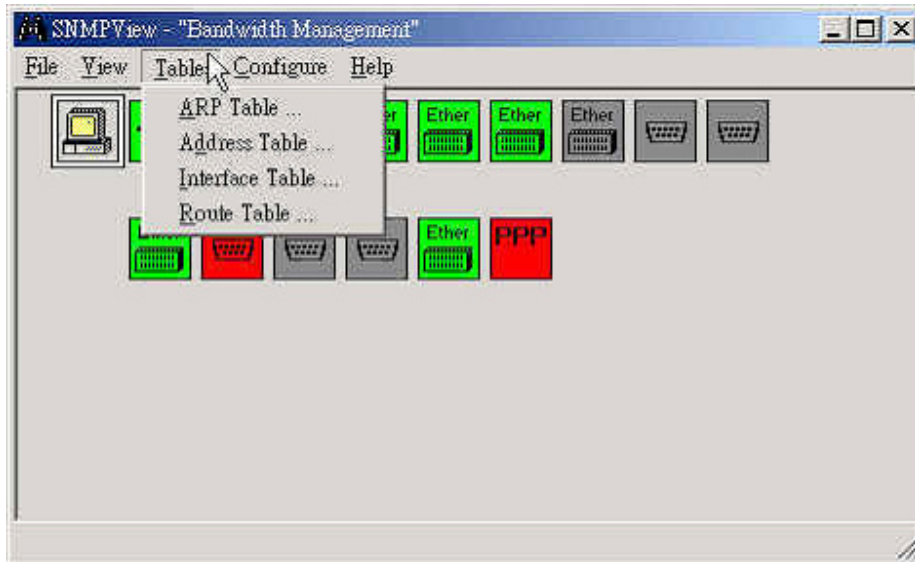 SNMPView - "Bandwidth Management"
File View Table Configure Help
ARP Table ...
Address Table ...
Interface Table ...
Route Table ...
Ether Ether Ether
Ether PPP